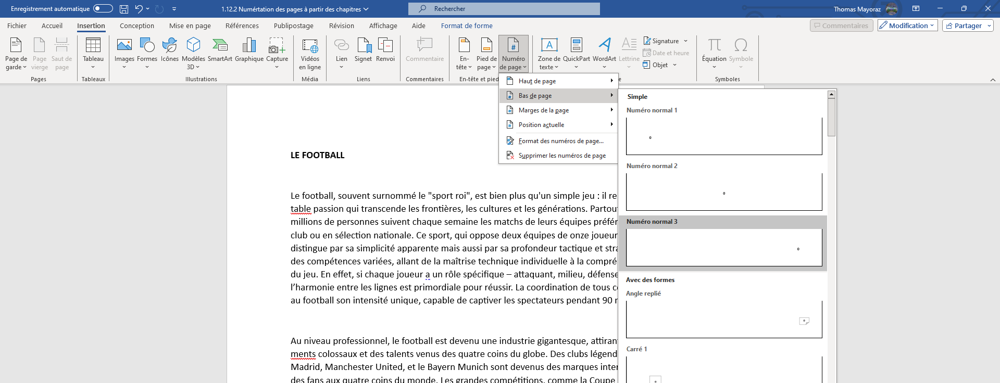 Enregistrement automatique
1.12.2 Numértation des pages à partir des chapitres
Rechercher
Thomas Mayoraz
Fichier Accueil Insertion Conception Mise en page Références Publipostage Révision Affichage Aide Format de forme
Commentaires Modification Partager
Page de garde Page vierge Saut de page
Tableau
Images Formes Icônes Modèles 3D SmartArt Graphique Capture
Vidéos en ligne
Lien Signet Renvoi
Commentaire
En-tête Pied de page Numéro de page
Zone de texte QuickPart WordArt Lettrine
Signature
Date et heure
Objet
Équation Symbole
Pages Tableaux Illustrations Média Liens Commentaires En-tête et pied e Symboles
Haut de page
Bas de page
Marges de la page
Position actuelle
Format des numéros de page...
Supprimer les numéros de page
Simple
Numéro normal 1
0
Numéro normal 2
0
Numéro normal 3
0
Avec des formes
Angle replié
0
Carré 1
0
LE FOOTBALL
Le football, souvent surnommé le "sport roi", est bien plus qu'un simple jeu : il re
table passion qui transcende les frontières, les cultures et les générations. Partou
millions de personnes suivent chaque semaine les matchs de leurs équipes préfér
club ou en sélection nationale. Ce sport, qui oppose deux équipes de onze joueur
distingue par sa simplicité apparente mais aussi par sa profondeur tactique et stra
des compétences variées, allant de la maîtrise technique individuelle à la compré
du jeu. En effet, si chaque joueur a un rôle spécifique – attaquant, milieu, défense
l’harmonie entre les lignes est primordiale pour réussir. La coordination de tous c
au football son intensité unique, capable de captiver les spectateurs pendant 90 r
Au niveau professionnel, le football est devenu une industrie gigantesque, attirant
ments colossaux et des talents venus des quatre coins du globe. Des clubs légend
Madrid, Manchester United, et le Bayern Munich sont devenus des marques inter
des fans aux quatre coins du monde. Les grandes compétitions, comme la Coupe